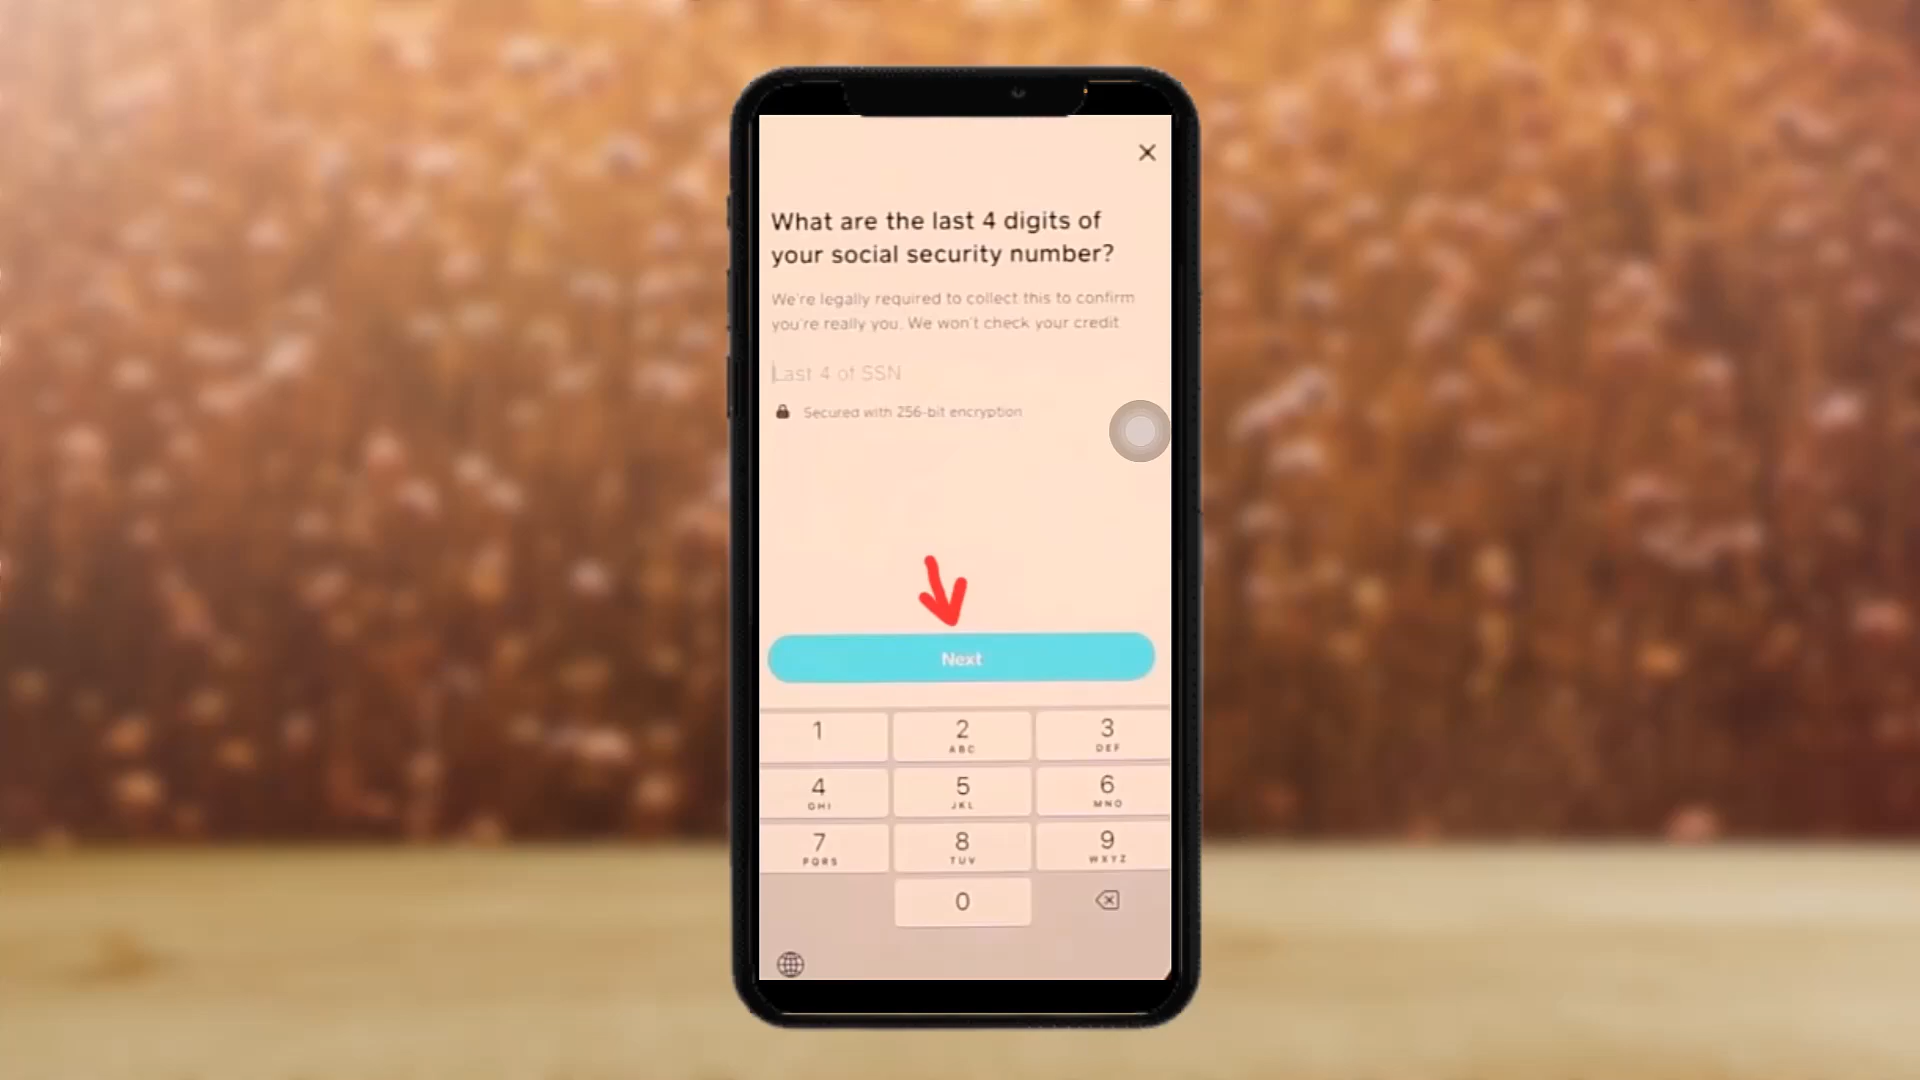 What are the last 4 digits of
your social security number?
We're legally required to collect this to confirm
you're really you. We won't check your credit
Last 4 of SSN
Secured with 256-bit encryption
Next
1
2
ABC
3
DEF
4
GHI
5
JKL
6
MNO
7
PQRS
8
TUV
9
WXYZ
0